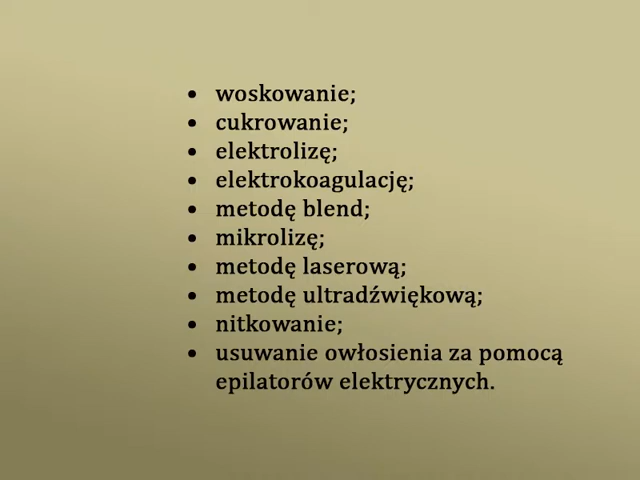 • woskowanie;
• cukrowanie;
• elektrolizę;
• elektrokoagulację;
• metodę blend;
• mikrolizę;
• metodę laserową;
• metodę ultradźwiękową;
• nitkowanie;
• usuwanie owłosienia za pomocą
epilatorów elektrycznych.